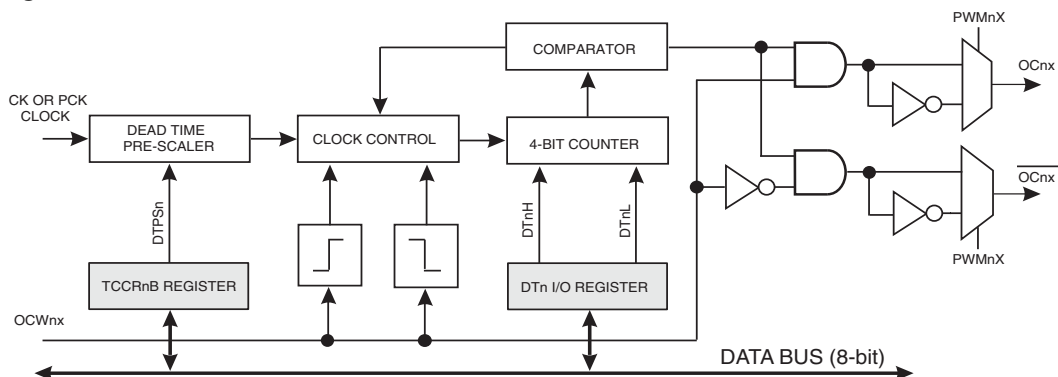 PWMnX
COMPARATOR
OCnx
CK OR PCK
CLOCK
DEAD TIME
PRE-SCALER
CLOCK CONTROL
4-BIT COUNTER
OCnx
DTPSn
DTnH
DTnL
PWMnX
TCCRnB REGISTER
DTn I/O REGISTER
OCWnx
DATA BUS (8-bit)